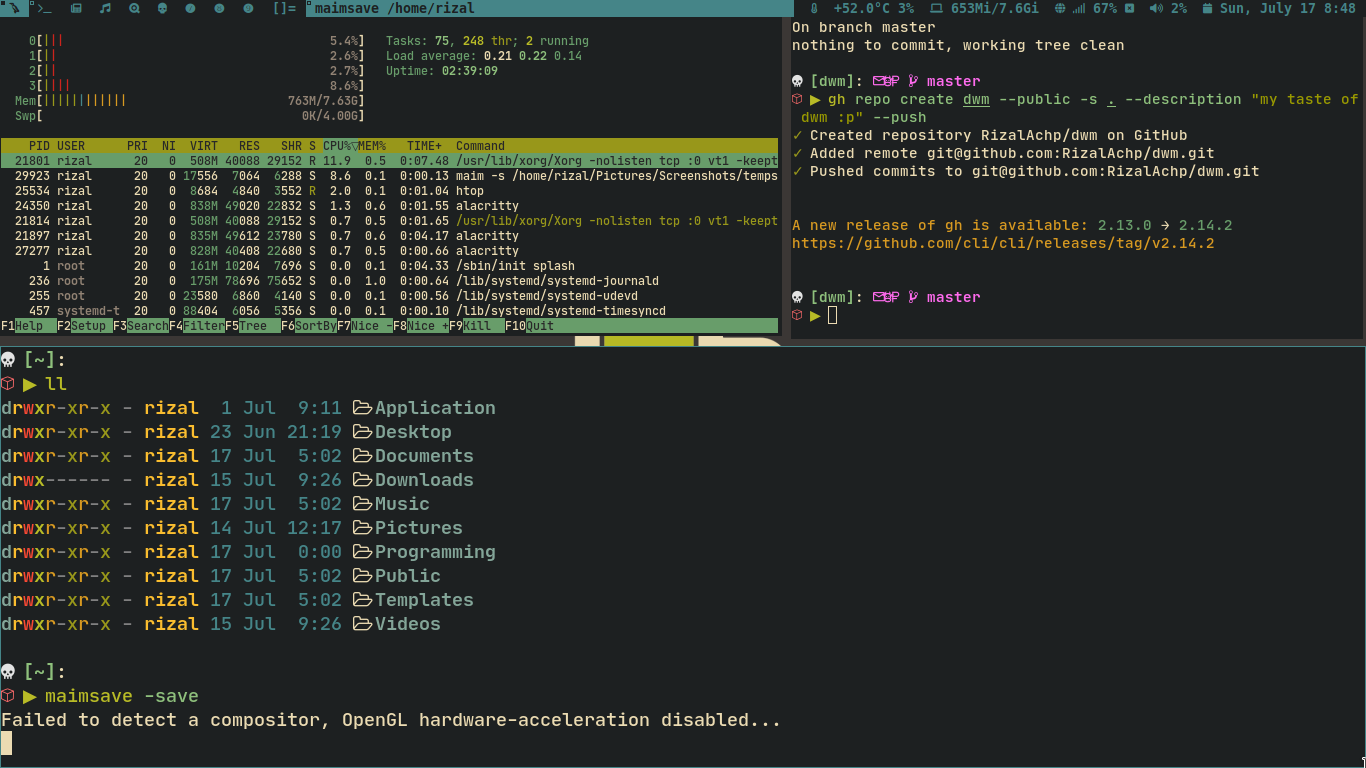 >_ []= maimsave /home/rizal +52.0°C 3% 653Mi/7.6Gi 67% 2% Sun, July 17 8:48
0[||| 5.4%] Tasks: 75, 248 thr; 2 running
1[|| 2.6%] Load average: 0.21 0.22 0.14
2[|| 2.7%] Uptime: 02:39:09
3[|||| 8.6%]
Mem[|||||||||||||| 763M/7.63G]
Swp[ 0K/4.00G]
PID USER PRI NI VIRT RES SHR S CPU%▽MEM% TIME+ Command
21801 rizal 20 0 508M 40088 29152 R 11.9 0.5 0:07.48 /usr/lib/xorg/Xorg -nolisten tcp :0 vt1 -keept
29923 rizal 20 0 17556 7064 6288 S 8.6 0.1 0:00.13 maim -s /home/rizal/Pictures/Screenshots/temps
25534 rizal 20 0 8684 4840 3552 R 2.0 0.1 0:01.04 htop
24350 rizal 20 0 838M 49020 22832 S 1.3 0.6 0:01.55 alacritty
21814 rizal 20 0 508M 40088 29152 S 0.7 0.5 0:01.65 /usr/lib/xorg/Xorg -nolisten tcp :0 vt1 -keept
21897 rizal 20 0 835M 49612 23780 S 0.7 0.6 0:04.17 alacritty
27277 rizal 20 0 828M 40408 22680 S 0.7 0.5 0:00.66 alacritty
1 root 20 0 161M 10204 7696 S 0.0 0.1 0:04.33 /sbin/init splash
236 root 20 0 175M 78696 75652 S 0.0 1.0 0:00.64 /lib/systemd/systemd-journald
255 root 20 0 23580 6860 4140 S 0.0 0.1 0:00.56 /lib/systemd/systemd-udevd
457 systemd-t 20 0 88404 6056 5356 S 0.0 0.1 0:00.10 /lib/systemd/systemd-timesyncd
F1Help F2Setup F3SearchF4FilterF5Tree F6SortByF7Nice -F8Nice +F9Kill F10Quit
On branch master
nothing to commit, working tree clean
[dwm]: master
▶ gh repo create dwm --public -s . --description "my taste of
dwm :p" --push
✓ Created repository RizalAchp/dwm on GitHub
✓ Added remote git@github.com:RizalAchp/dwm.git
✓ Pushed commits to git@github.com:RizalAchp/dwm.git
A new release of gh is available: 2.13.0 → 2.14.2
https://github.com/cli/cli/releases/tag/v2.14.2
[dwm]: master
▶
[~]:
▶ ll
drwxr-xr-x - rizal 1 Jul 9:11 Application
drwxr-xr-x - rizal 23 Jun 21:19 Desktop
drwxr-xr-x - rizal 17 Jul 5:02 Documents
drwx------ - rizal 15 Jul 9:26 Downloads
drwxr-xr-x - rizal 17 Jul 5:02 Music
drwxr-xr-x - rizal 14 Jul 12:17 Pictures
drwxr-xr-x - rizal 17 Jul 0:00 Programming
drwxr-xr-x - rizal 17 Jul 5:02 Public
drwxr-xr-x - rizal 17 Jul 5:02 Templates
drwxr-xr-x - rizal 15 Jul 9:26 Videos
[~]:
▶ maimsave -save
Failed to detect a compositor, OpenGL hardware-acceleration disabled...